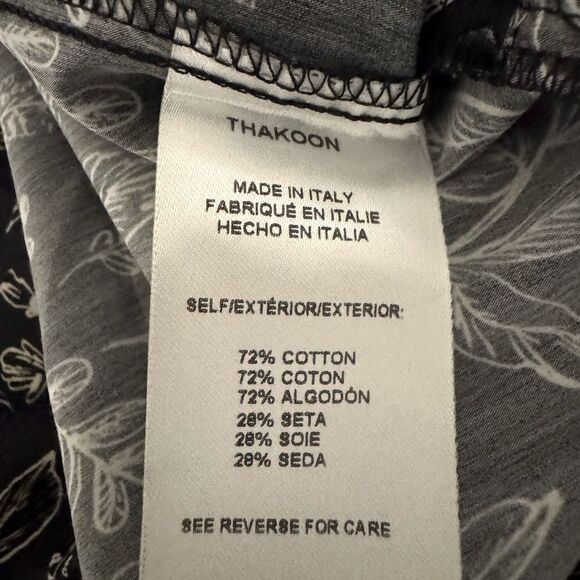 THAKOON
MADE IN ITALY
FABRIQUÉ EN ITALIE
HECHO EN ITALIA
SELF/EXTÉRIOR/EXTERIOR:
72% COTTON
72% COTON
72% ALGODÓN
28% SETA
28% SOIE
28% SEDA
SEE REVERSE FOR CARE